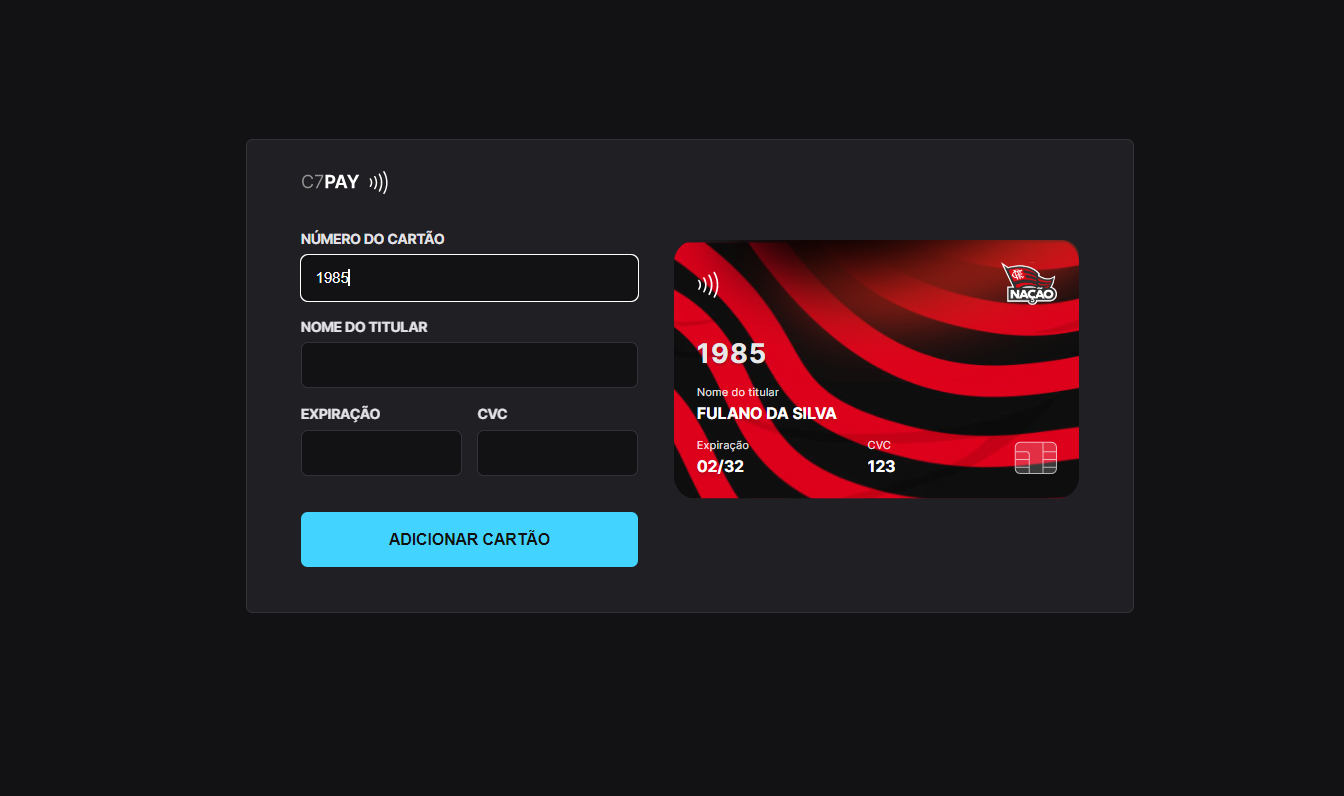 C7PAY
NÚMERO DO CARTÃO
1985
NOME DO TITULAR
EXPIRAÇÃO CVC
ADICIONAR CARTÃO
NAÇÃO
1985
Nome do titular
FULANO DA SILVA
Expiração CVC
02/32 123